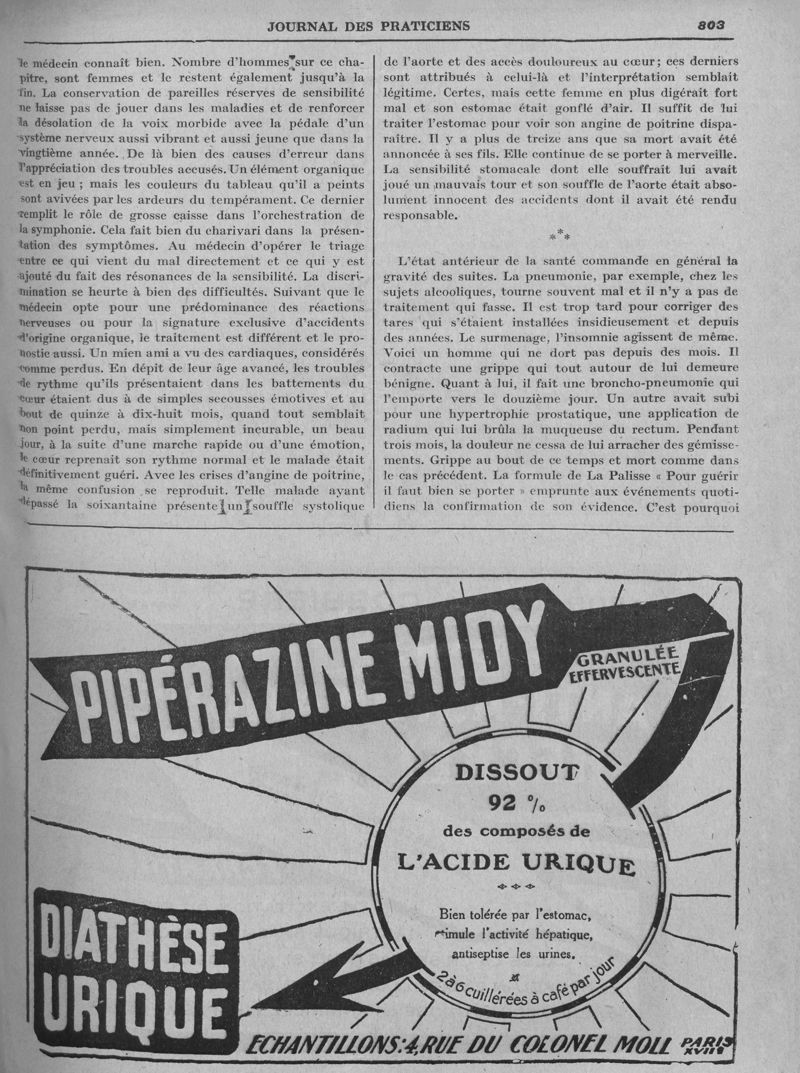 JOURNAL DES PRATICIENS
803
le médecin connaît bien. Nombre d'hommes sur ce cha-
pitre, sont femmes et le restent également jusqu'à la
fin. La conservation de pareilles réserves de sensibilité
ne laisse pas de jouer dans les maladies et de renforcer
la désolation de la voix morbide avec la pédale d'un
système nerveux aussi vibrant et aussi jeune que dans la
vingtième année. De là bien des causes d'erreur dans
l'appréciation des troubles accusés. Un élément organique
est en jeu ; mais les couleurs du tableau qu'il a peints
sont avivées par les ardeurs du tempérament. Ce dernier
remplit le rôle de grosse caisse dans l'orchestration de
la symphonie. Cela fait bien du charivari dans la présen-
tation des symptômes. Au médecin d'opérer le triage
entre ce qui vient du mal directement et ce qui y est
ajouté du fait des résonances de la sensibilité. La discri-
mination se heurte à bien des difficultés. Suivant que le
médecin opte pour une prédominance des réactions
nerveuses ou pour la signature exclusive d'accidents
d'origine organique, le traitement est différent et le pro-
nostic aussi. Un mien ami a vu des cardiaques, considérés
comme perdus. En dépit de leur âge avancé, les troubles
de rythme qu'ils présentaient dans les battements du
cœur étaient dus à de simples secousses émotives et au
bout de quinze à dix-huit mois, quand tout semblait
non point perdu, mais simplement incurable, un beau
jour, à la suite d'une marche rapide ou d'une émotion,
le cœur reprenait son rythme normal et le malade était
définitivement guéri. Avec les crises d'angine de poitrine,
la même confusion se reproduit. Telle malade ayant
dépassé la soixantaine présente un souffle systolique
de l'aorte et des accès douloureux au cœur ; ces derniers
sont attribués à celui-là et l'interprétation semblait
légitime. Certes, mais cette femme en plus digérait fort
mal et son estomac était gonflé d'air. Il suffit de lui
traiter l'estomac pour voir son angine de poitrine dispa-
raître. Il y a plus de treize ans que sa mort avait été
annoncée à ses fils. Elle continue de se porter à merveille.
La sensibilité stomacale dont elle souffrait lui avait
joué un mauvais tour et son souffle de l'aorte était abso-
lument innocent des accidents dont il avait été rendu
responsable.
***
L'état antérieur de la santé commande en général la
gravité des suites. La pneumonie, par exemple, chez les
sujets alcooliques, tourne souvent mal et il n'y a pas de
traitement qui fasse. Il est trop tard pour corriger des
tares qui s'étaient installées insidieusement et depuis
des années. Le surmenage, l'insomnie agissent de même.
Voici un homme qui ne dort pas depuis des mois. Il
contracte une grippe qui tout autour de lui demeure
bénigne. Quant à lui, il fait une broncho-pneumonie qui
l'emporte vers le douzième jour. Un autre avait subi
pour une hypertrophie prostatique, une application de
radium qui lui brûla la muqueuse du rectum. Pendant
trois mois, la douleur ne cessa de lui arracher des gémisse-
ments. Grippe au bout de ce temps et mort comme dans
le cas précédent. La formule de La Palisse « Pour guérir
il faut bien se porter » emprunte aux événements quoti-
diens la confirmation de son évidence. C'est pourquoi
PIPÉRAZINE MIDY
GRANULÉE
EFFERVESCENTE
DISSOUT
92 %
des composés de
L'ACIDE URIQUE
Bien tolérée par l'estomac,
stimule l'activité hépatique,
antiseptise les urines.
2 à 6 cuillérées à café par jour
DIATHÈSE
URIQUE
ECHANTILLONS: 4, RUE DU COLONEL MOLL PARIS
XVIIe